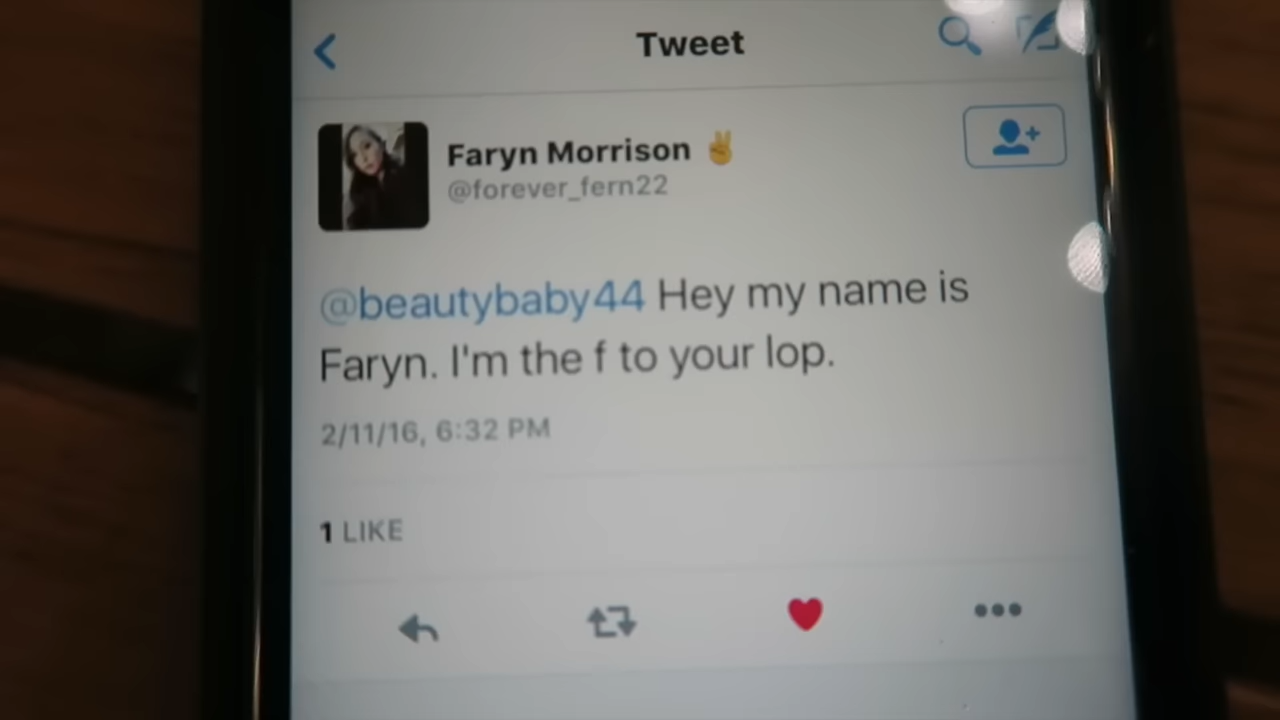 Tweet
Faryn Morrison ✌
@forever_fern22
@beautybaby44 Hey my name is
Faryn. I'm the f to your lop.
2/11/16, 6:32 PM
1 LIKE